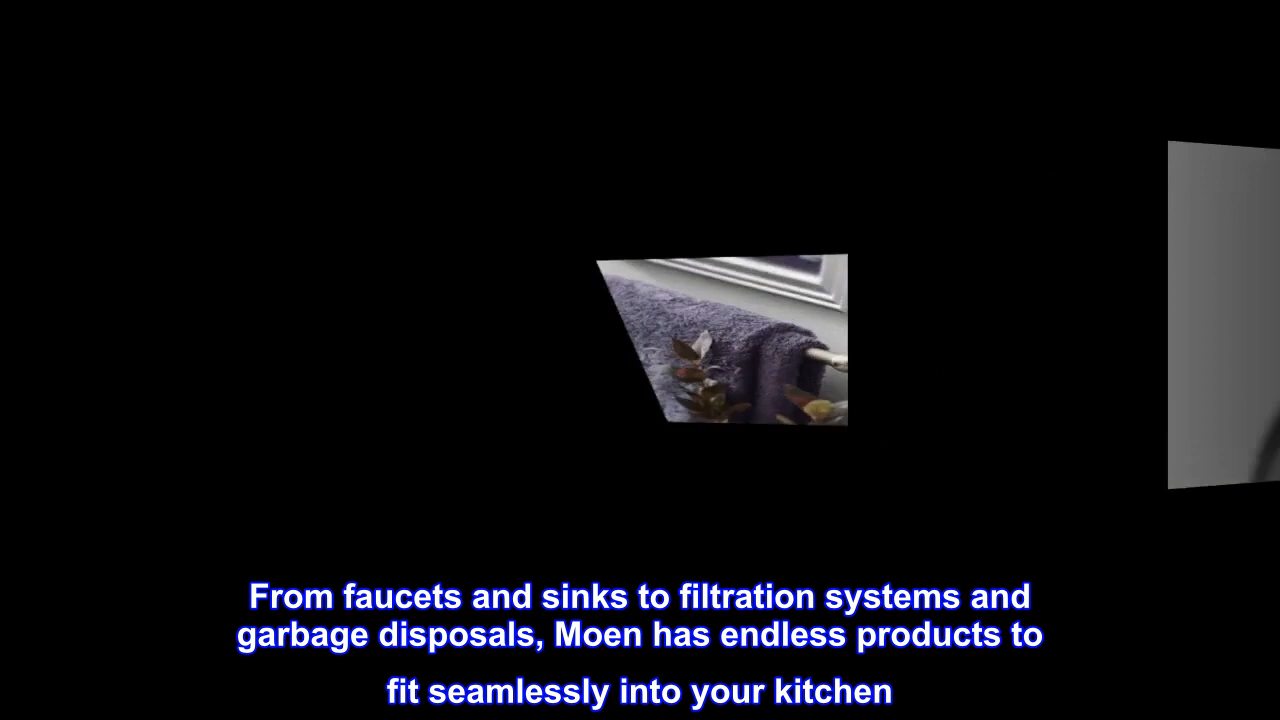 From faucets and sinks to filtration systems and
garbage disposals, Moen has endless products to
fit seamlessly into your kitchen